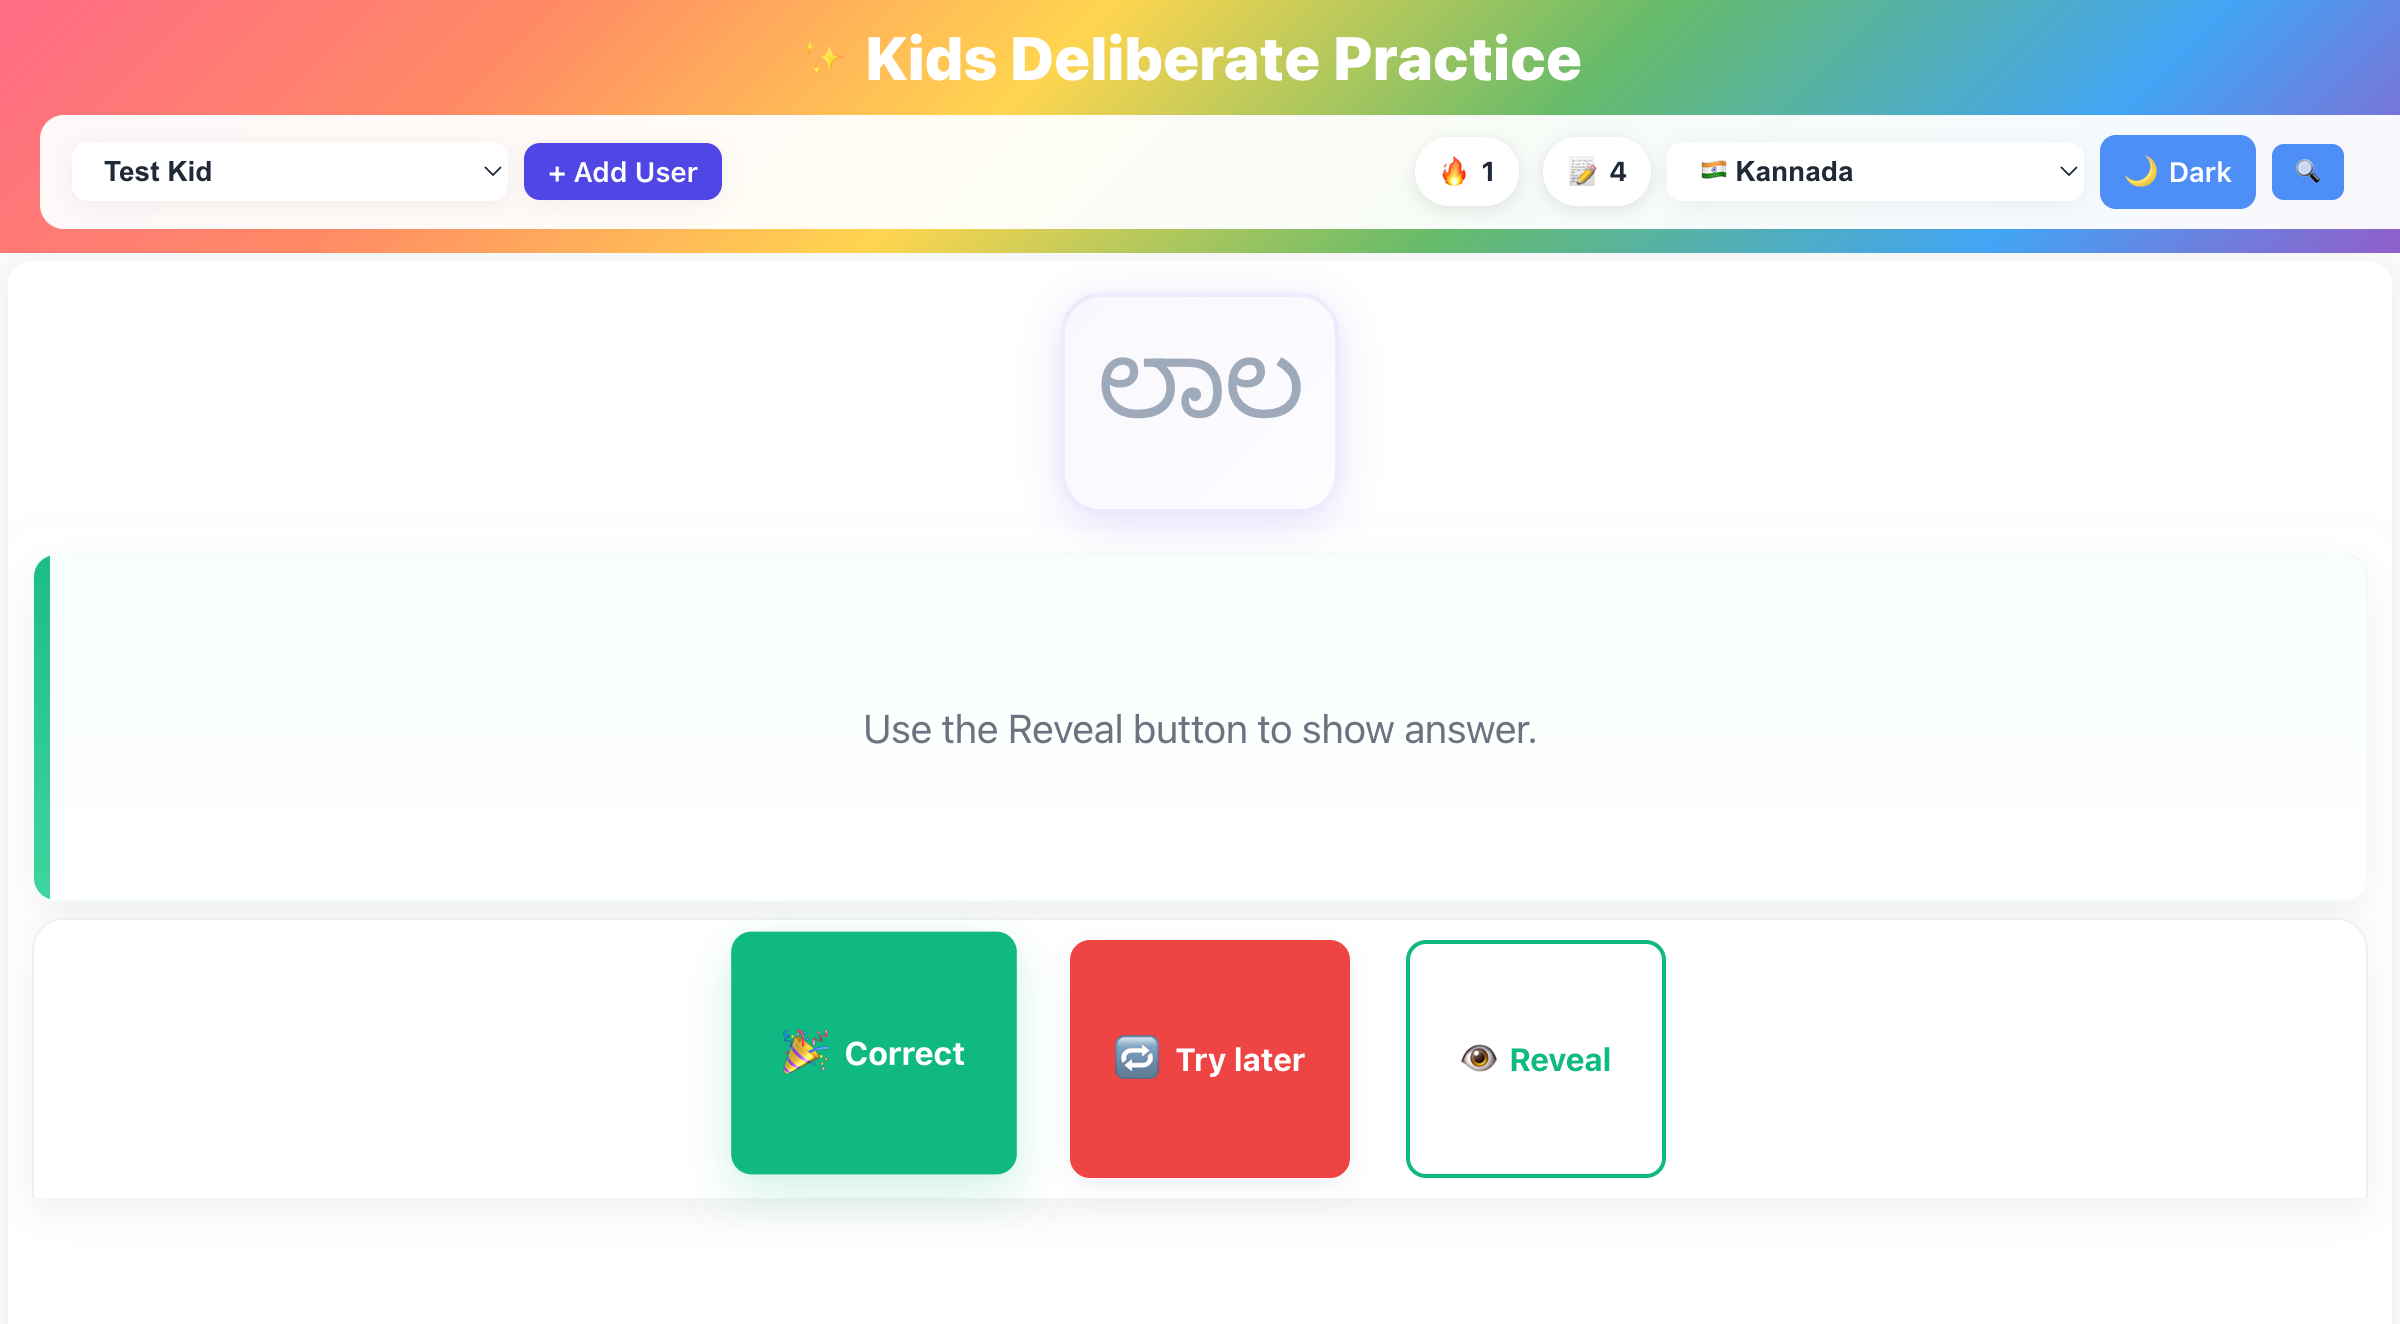 ✨ Kids Deliberate Practice
Test Kid
+ Add User
🔥 1
📝 4
🇮🇳 Kannada
🌙 Dark
🔍
ಲಾಲ
Use the Reveal button to show answer.
🎉 Correct
🔁 Try later
👁️ Reveal